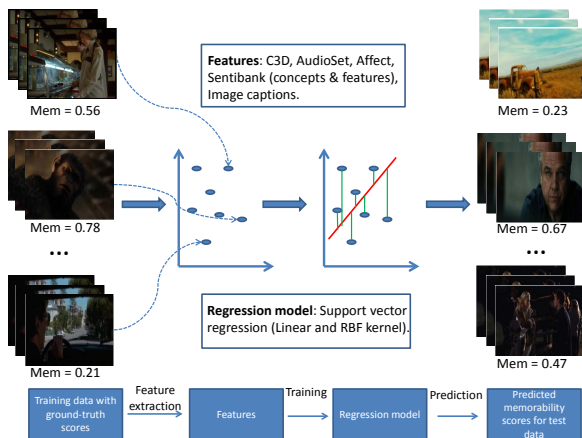 Features: C3D, AudioSet, Affect,
Sentibank (concepts & features),
Image captions.
Mem = 0.56
Mem = 0.23
Mem = 0.78
Mem = 0.67
...
...
Regression model: Support vector
regression (Linear and RBF kernel).
Mem = 0.21
Mem = 0.47
Training data with
ground-truth
scores
Feature
extraction
Features
Training
Regression model
Prediction
Predicted
memorability
scores for test
data